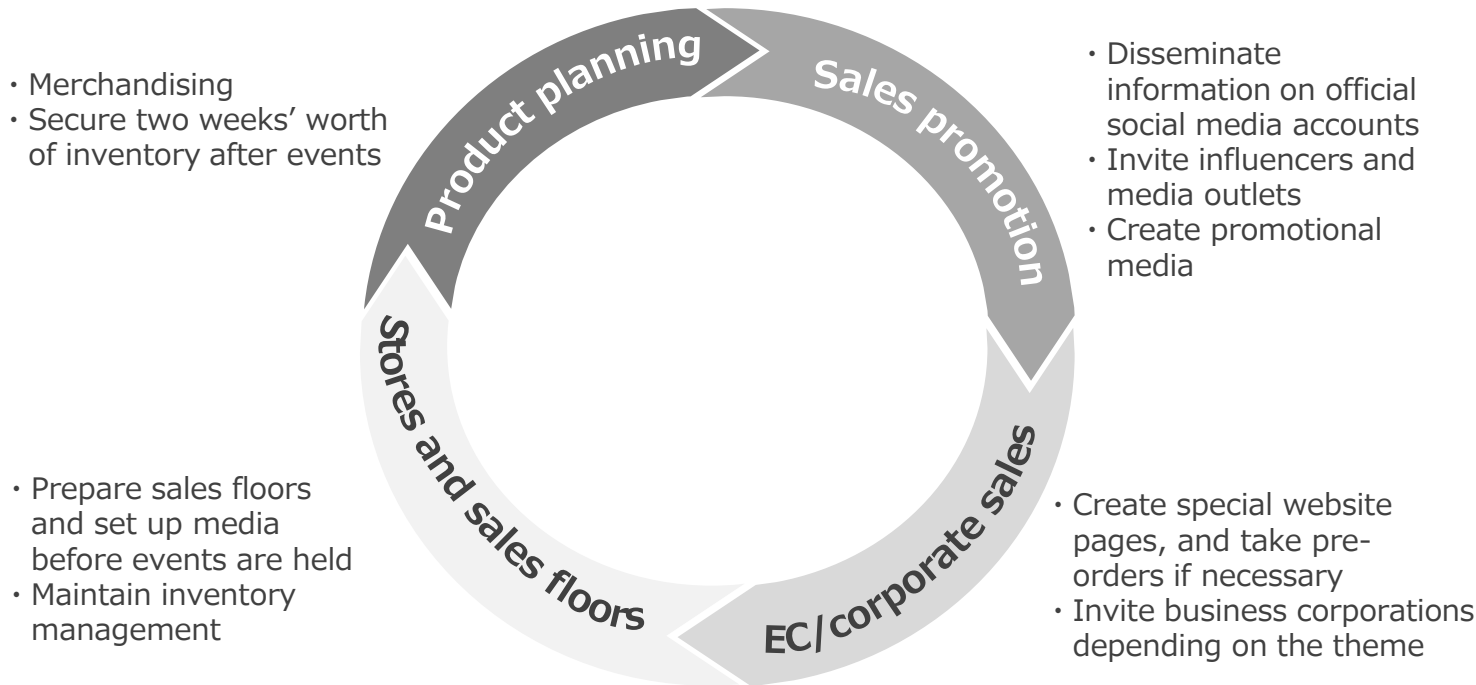 Product planning
・Merchandising
・Secure two weeks’ worth
of inventory after events
Sales promotion
・Disseminate
information on official
social media accounts
・Invite influencers and
media outlets
・Create promotional
media
EC/corporate sales
・Create special website
pages, and take pre-
orders if necessary
・Invite business corporations
depending on the theme
Stores and sales floors
・Prepare sales floors
and set up media
before events are held
・Maintain inventory
management